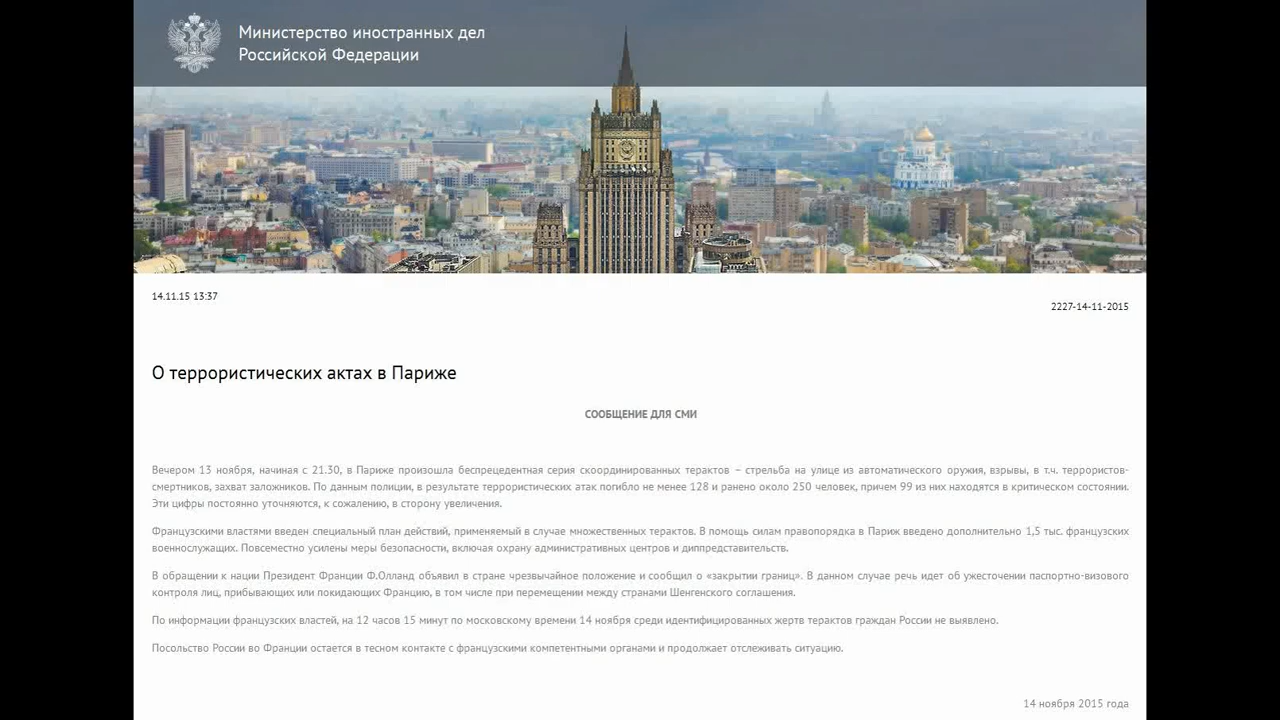 Министерство иностранных дел
Российской Федерации
14.11.15 13:37
2227-14-11-2015
О террористических актах в Париже
СООБЩЕНИЕ ДЛЯ СМИ
Вечером 13 ноября, начиная с 21.30, в Париже произошла беспрецедентная серия скоординированных терактов – стрельба на улице из автоматического оружия, взрывы, в т.ч. террористов-
смертников, захват заложников. По данным полиции, в результате террористических атак погибло не менее 128 и ранено около 250 человек, причем 99 из них находятся в критическом состоянии.
Эти цифры постоянно уточняются, к сожалению, в сторону увеличения.
Французскими властями введен специальный план действий, применяемый в случае множественных терактов. В помощь силам правопорядка в Париж введено дополнительно 1,5 тыс. французских
военнослужащих. Повсеместно усилены меры безопасности, включая охрану административных центров и диппредставительств.
В обращении к нации Президент Франции Ф.Олланд объявил в стране чрезвычайное положение и сообщил о «закрытии границ». В данном случае речь идет об ужесточении паспортно-визового
контроля лиц, прибывающих или покидающих Францию, в том числе при перемещении между странами Шенгенского соглашения.
По информации французских властей, на 12 часов 15 минут по московскому времени 14 ноября среди идентифицированных жертв терактов граждан России не выявлено.
Посольство России во Франции остается в тесном контакте с французскими компетентными органами и продолжает отслеживать ситуацию.
14 ноября 2015 года